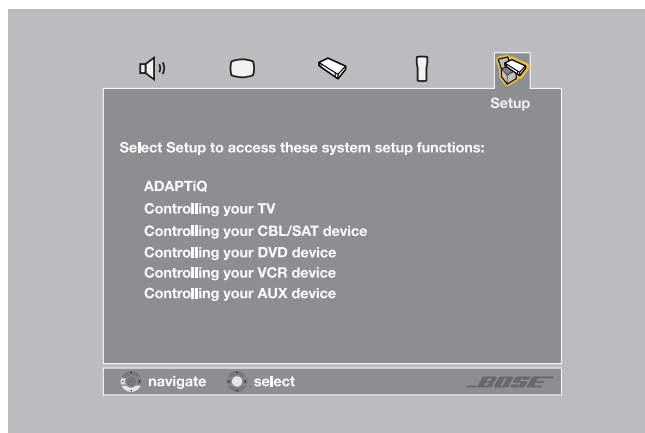 Setup
Select Setup to access these system setup functions:
ADAPTiQ
Controlling your TV
Controlling your CBL/SAT device
Controlling your DVD device
Controlling your VCR device
Controlling your AUX device
navigate select BOSE